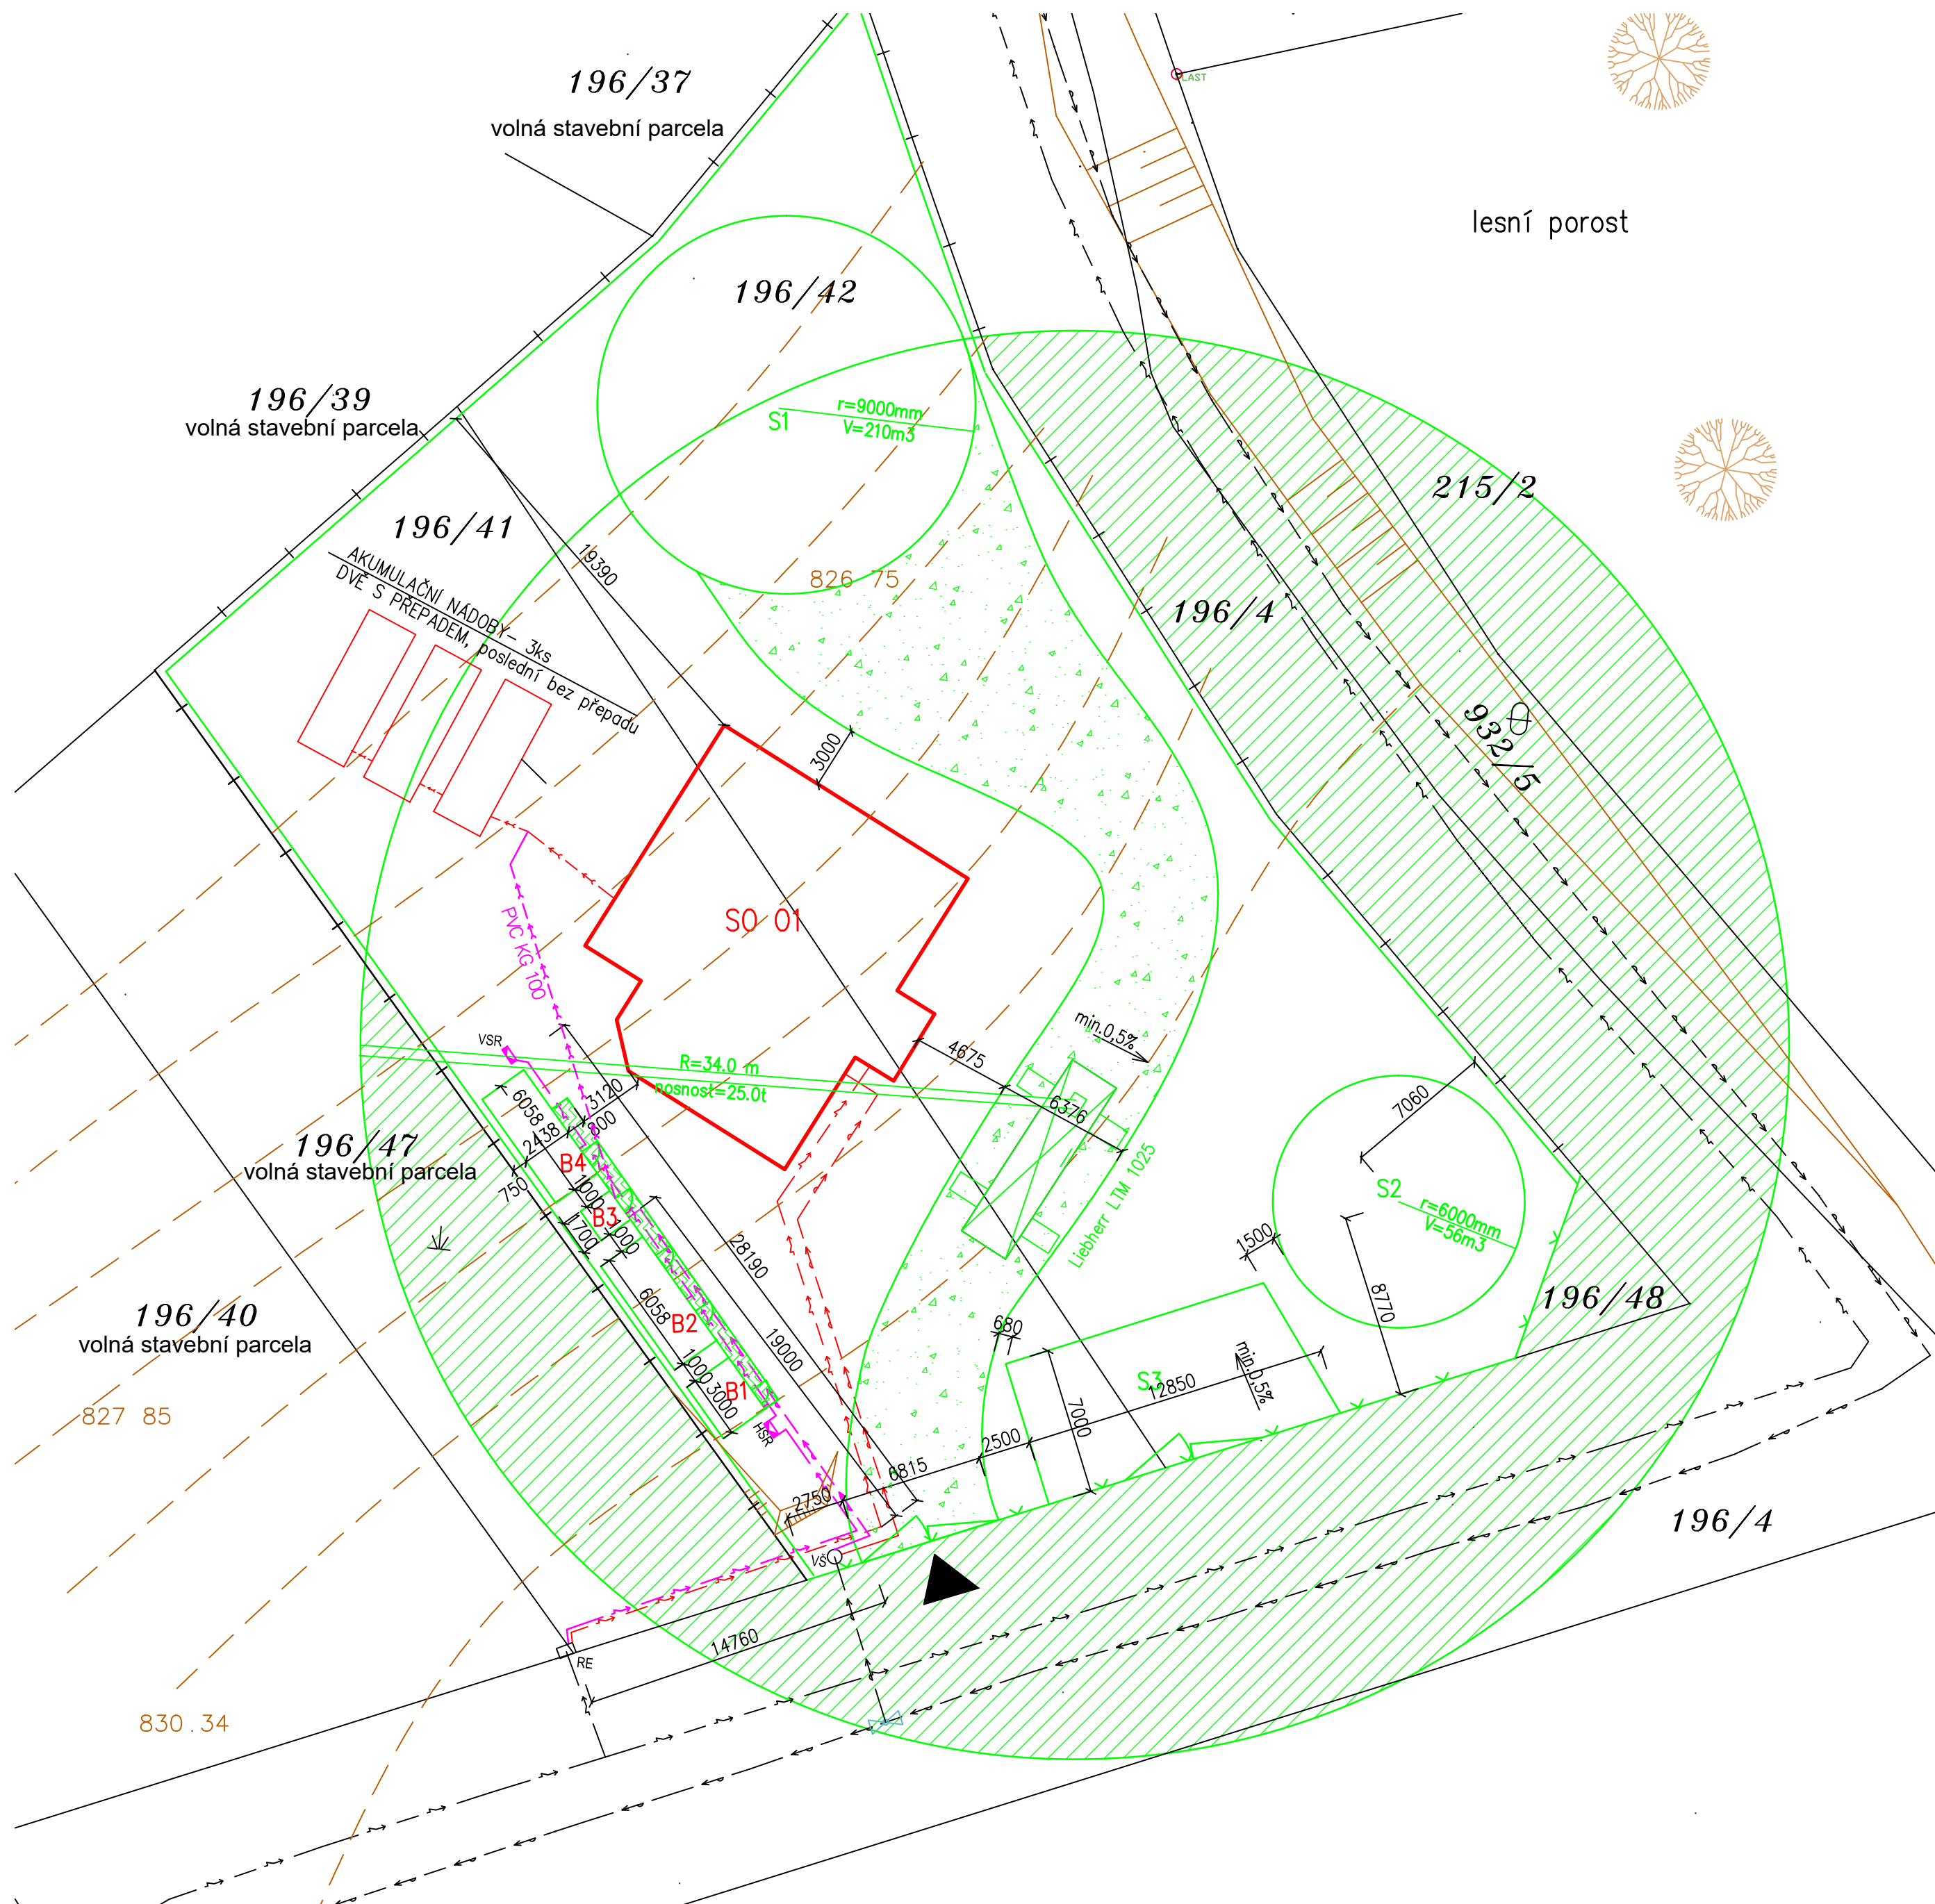 196/37
volná stavební parcela
LAST
lesní porost
196/42
196/39
volná stavební parcela
S1
r=9000mm
V=210m3
215/2
196/41
AKUMULAČNÍ NÁDOBY– 3ks
DVĚ S PŘEPADEM, poslední bez přepadu
19390
826 75
196/4
932/5
3000
SO 01
PVC KG 100
VSR
min.0,5%
4675
R=34.0 m
nosnost=25.0t
6376
7060
6058
3120
800
2438
196/47
volná stavební parcela
B4
750
1000
B3
1700
1000
Liebherr LTM 1025
S2
r=6000mm
V=56m3
28190
1500
8770
196/48
196/40
volná stavební parcela
6058
B2
19000
680
min.0,5%
1000
B1
3000
S3
12850
7000
827 85
HSR
2500
6815
2750
196/4
VŠ
14760
RE
830.34